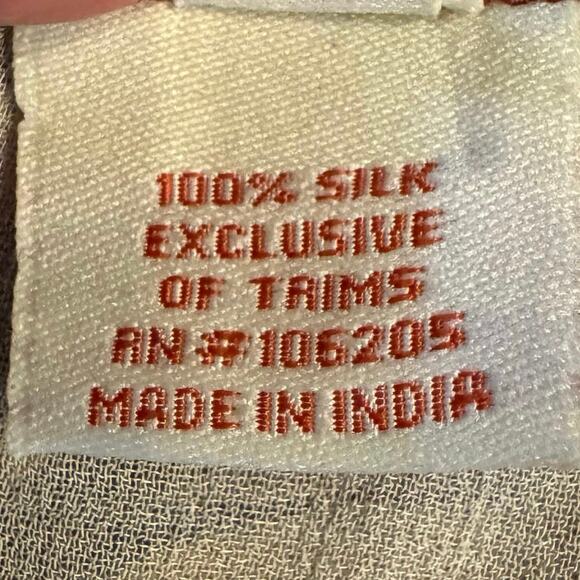 100% SILK
EXCLUSIVE
OF TRIMS
RN #106205
MADE IN INDIA